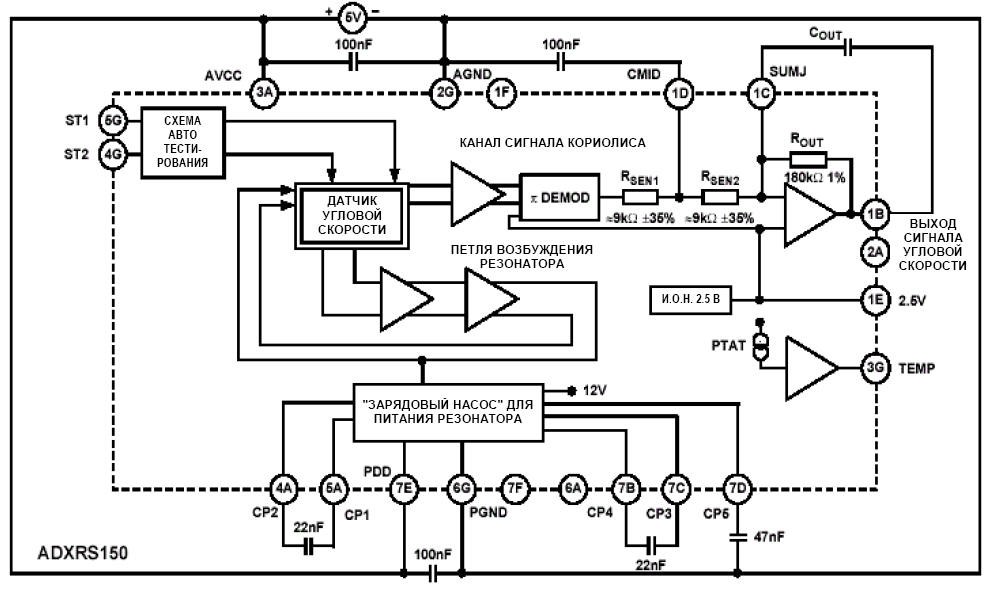 + 5V −
100nF
100nF
C OUT
AVCC
AGND
CMID
SUMJ
3A
2G
1F
1D
1C
ST1
5G
ST2
4G
СХЕМА
АВТО
ТЕСТИ-
РОВАНИЯ
КАНАЛ СИГНАЛА КОРИОЛИСА
R OUT
180kΩ 1%
π DEMOD
R SEN1
≈9kΩ ±35%
R SEN2
≈9kΩ ±35%
ДАТЧИК
УГЛОВОЙ
СКОРОСТИ
ПЕТЛЯ ВОЗБУЖДЕНИЯ
РЕЗОНАТОРА
1B
2A
ВЫХОД
СИГНАЛА
УГЛОВОЙ
СКОРОСТИ
И.О.Н. 2.5 В
1E
2.5V
PTAT
3G
TEMP
"ЗАРЯДОВЫЙ НАСОС" ДЛЯ
ПИТАНИЯ РЕЗОНАТОРА
12V
PDD
4A
5A
7E
6G
7F
6A
7B
7C
7D
CP2
CP1
PGND
CP4
CP3
CP5
22nF
100nF
22nF
47nF
ADXRS150